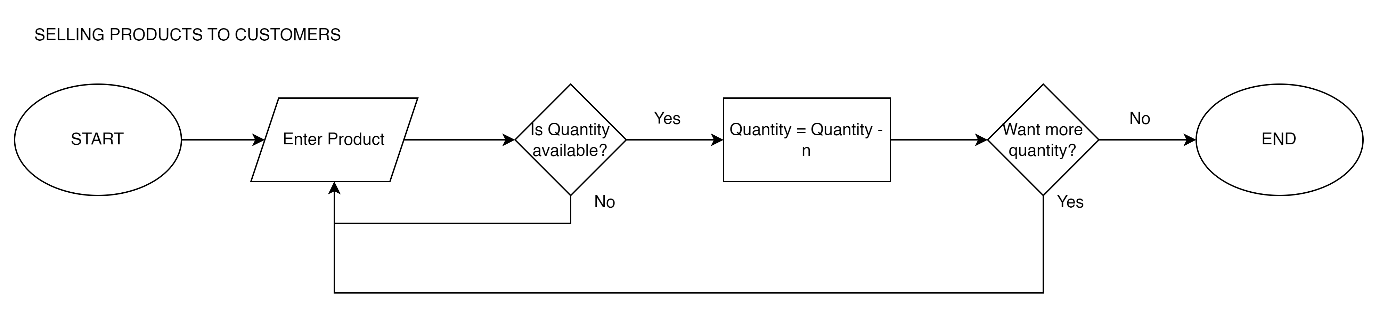 SELLING PRODUCTS TO CUSTOMERS
START
Enter Product
Is Quantity
available?
Yes
No
Quantity = Quantity -
n
Want more
quantity?
No
Yes
END